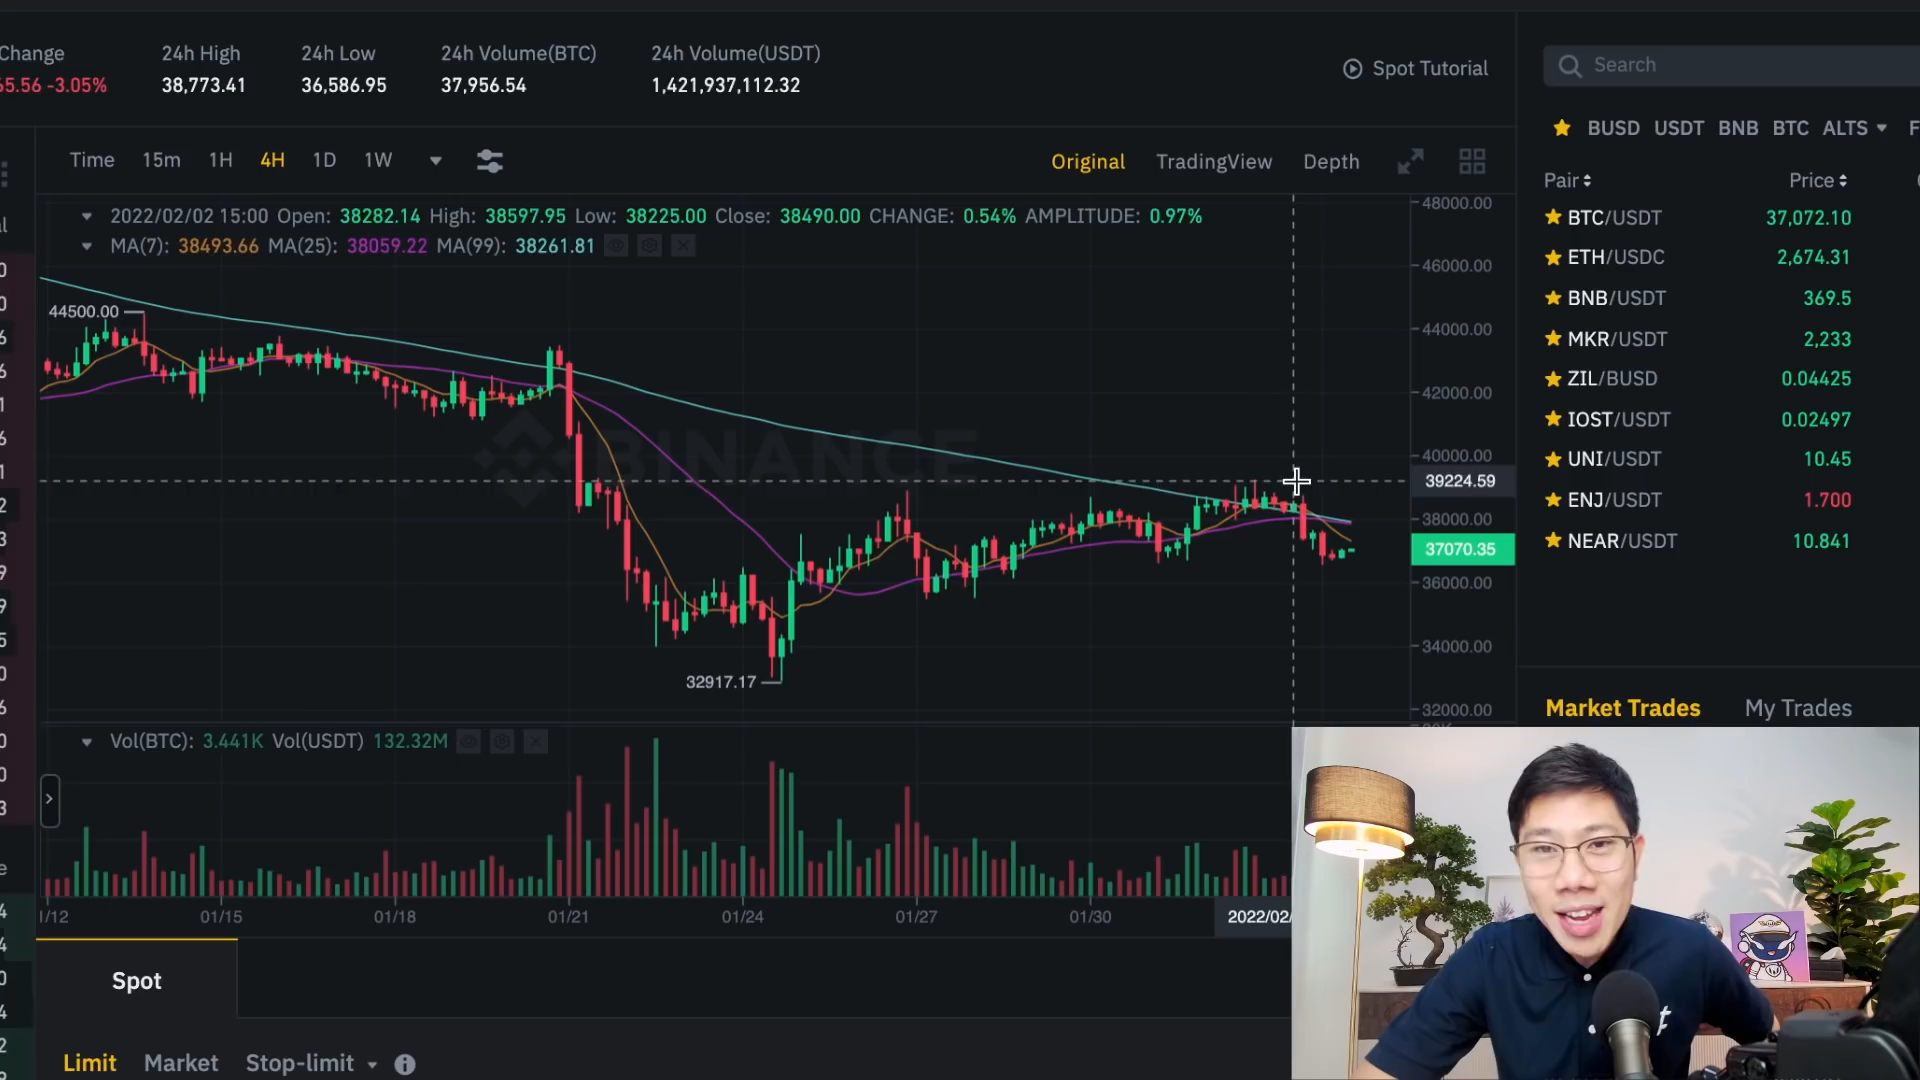 Change
24h High
24h Low
24h Volume(BTC)
24h Volume(USDT)
65.56 -3.05%
38,773.41
36,586.95
37,956.54
1,421,937,112.32
Spot Tutorial
Search
BUSD USDT BNB BTC ALTS
Time 15m 1H 4H 1D 1W
Original TradingView Depth
Pair Price
2022/02/02 15:00 Open: 38282.14 High: 38597.95 Low: 38225.00 Close: 38490.00 CHANGE: 0.54% AMPLITUDE: 0.97%
MA(7): 38493.66 MA(25): 38059.22 MA(99): 38261.81
BTC/USDT 37,072.10
ETH/USDC 2,674.31
BNB/USDT 369.5
MKR/USDT 2,233
ZIL/BUSD 0.04425
IOST/USDT 0.02497
UNI/USDT 10.45
ENJ/USDT 1.700
NEAR/USDT 10.841
48000.00
46000.00
44000.00
42000.00
40000.00
39224.59
38000.00
37070.35
36000.00
34000.00
32000.00
44500.00
BINANCE
32917.17
Market Trades My Trades
Vol(BTC): 3.441K Vol(USDT) 132.32M
1/12 01/15 01/18 01/21 01/24 01/27 01/30 2022/02/
Spot
Limit Market Stop-limit